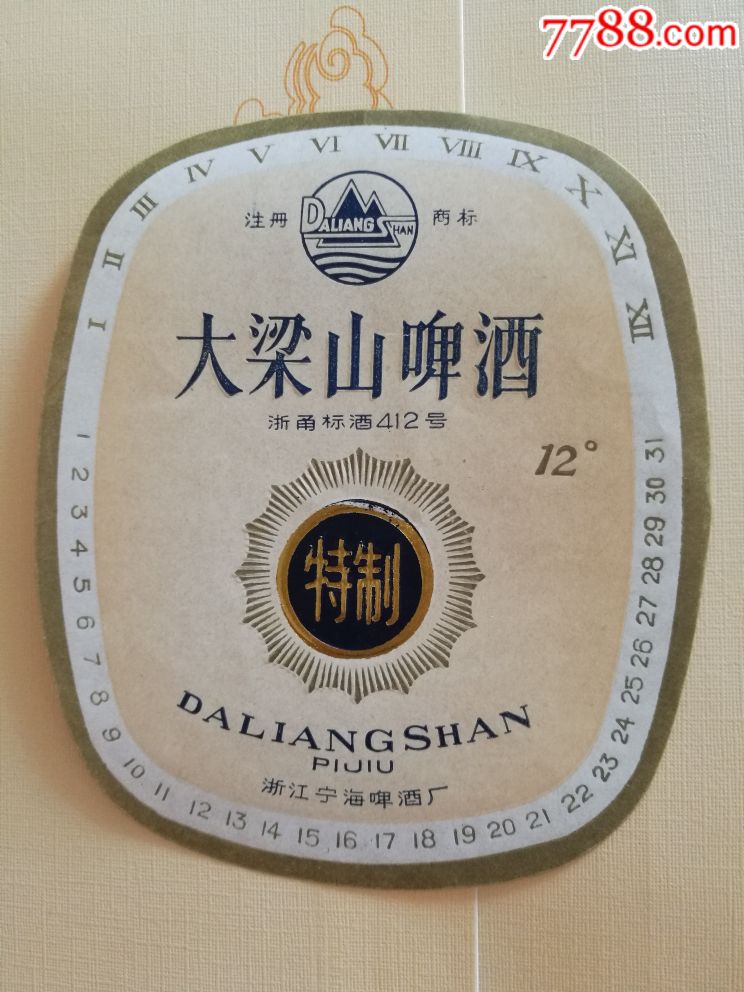 7788.com
I II III IV V VI VII VIII IX X XI XII
注册 商标
DALIANG SHAN
大梁山啤酒
浙甬标酒412号
12°
特制
DALIANGSHAN
PIJIU
浙江宁海啤酒厂
1 2 3 4 5 6 7 8 9 10 11 12 13 14 15 16 17 18 19 20 21 22 23 24 25 26 27 28 29 30 31